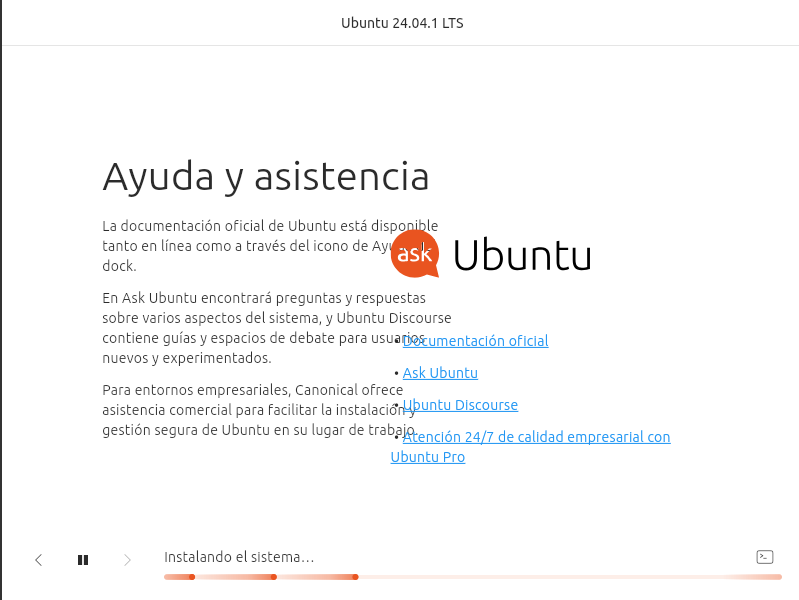 Ubuntu 24.04.1 LTS
Ayuda y asistencia
La documentación oficial de Ubuntu está disponible
tanto en línea como a través del icono de
dock.
En Ask Ubuntu encontrará preguntas y respuestas
sobre varios aspectos del sistema, y Ubuntu Discourse
contiene guías y espacios de debate para usuarios
nuevos y experimentados.
Para entornos empresariales, Canonical ofrece
asistencia comercial para facilitar la instalación y
gestión segura de Ubuntu en su lugar de trabajo.
ask Ubuntu
• Documentación oficial
• Ask Ubuntu
• Ubuntu Discourse
• Atención 24/7 de calidad empresarial con
Ubuntu Pro
Instalando el sistema…